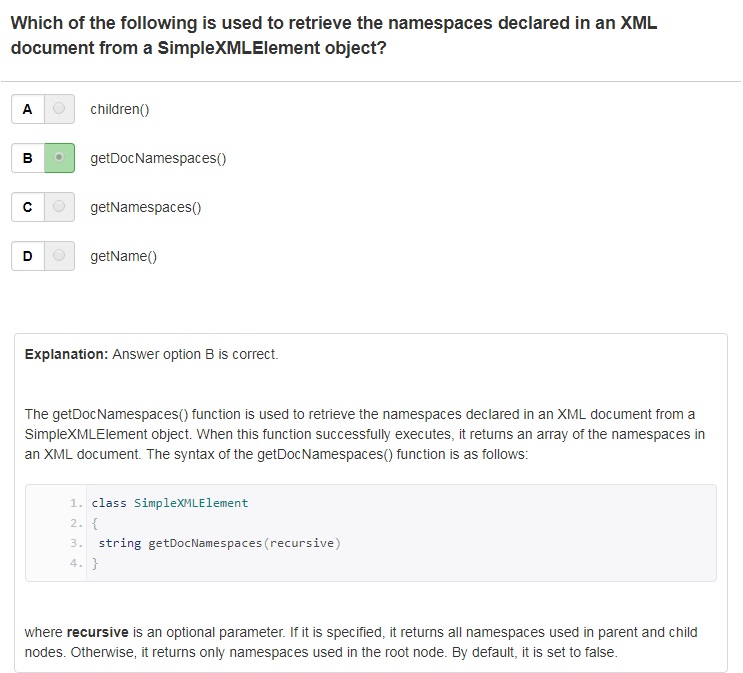 Which of the following is used to retrieve the namespaces declared in an XML
document from a SimpleXMLElement object?
A children()
B getDocNamespaces()
C getNamespaces()
D getName()
Explanation: Answer option B is correct.
The getDocNamespaces() function is used to retrieve the namespaces declared in an XML document from a
SimpleXMLElement object. When this function successfully executes, it returns an array of the namespaces in
an XML document. The syntax of the getDocNamespaces() function is as follows:
1. class SimpleXMLElement
2. {
3. string getDocNamespaces(recursive)
4. }
where recursive is an optional parameter. If it is specified, it returns all namespaces used in parent and child
nodes. Otherwise, it returns only namespaces used in the root node. By default, it is set to false.